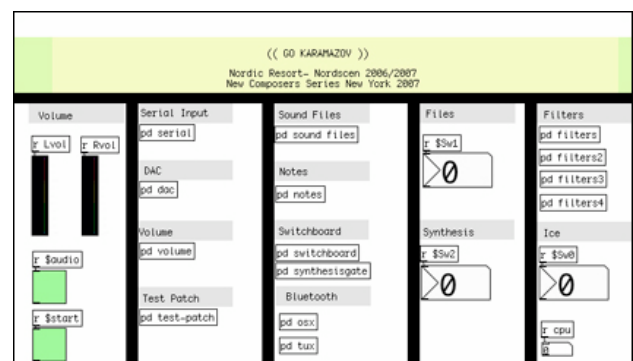 (( GO KARAMAZOV ))
Nordic Resort- Nordscen 2006/2007
New Composers Series New York 2007
Volume
r Lvol
r Rvol
r $audio
r $start
Serial Input
pd serial
DAC
pd dac
Volume
pd volume
Test Patch
pd test-patch
Sound Files
pd sound files
Notes
pd notes
Switchboard
pd switchboard
pd synthesisgate
Bluetooth
pd osx
pd tux
Files
r $Sw1
0
Synthesis
r $Sw2
0
Filters
pd filters
pd filters2
pd filters3
pd filters4
Ice
r $Sw0
0
r cpu
0